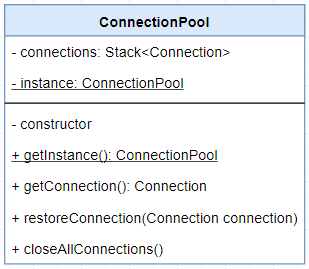 ConnectionPool
- connections: Stack<Connection>
- instance: ConnectionPool
- constructor
+ getInstance(): ConnectionPool
+ getConnection(): Connection
+ restoreConnection(Connection connection)
+ closeAllConnections()